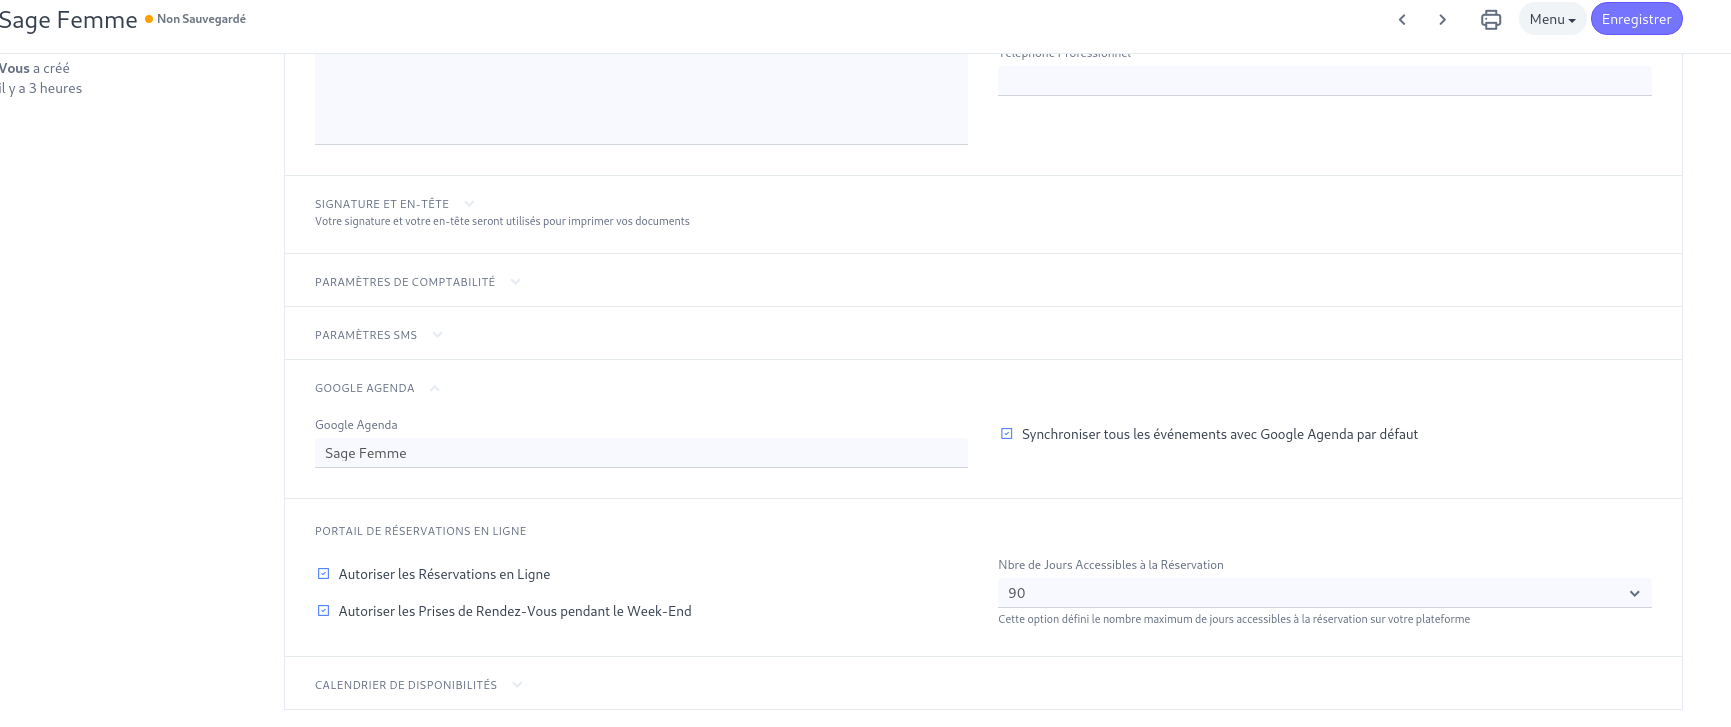 Sage Femme
Non Sauvegardé
Menu
Enregistrer
Vous a créé
il y a 3 heures
Téléphone Professionnel
SIGNATURE ET EN-TÊTE
Votre signature et votre en-tête seront utilisés pour imprimer vos documents
PARAMÈTRES DE COMPTABILITÉ
PARAMÈTRES SMS
GOOGLE AGENDA
Google Agenda
Sage Femme
Synchroniser tous les événements avec Google Agenda par défaut
PORTAIL DE RÉSERVATIONS EN LIGNE
Autoriser les Réservations en Ligne
Autoriser les Prises de Rendez-Vous pendant le Week-End
Nbre de Jours Accessibles à la Réservation
90
Cette option défini le nombre maximum de jours accessibles à la réservation sur votre plateforme
CALENDRIER DE DISPONIBILITÉS